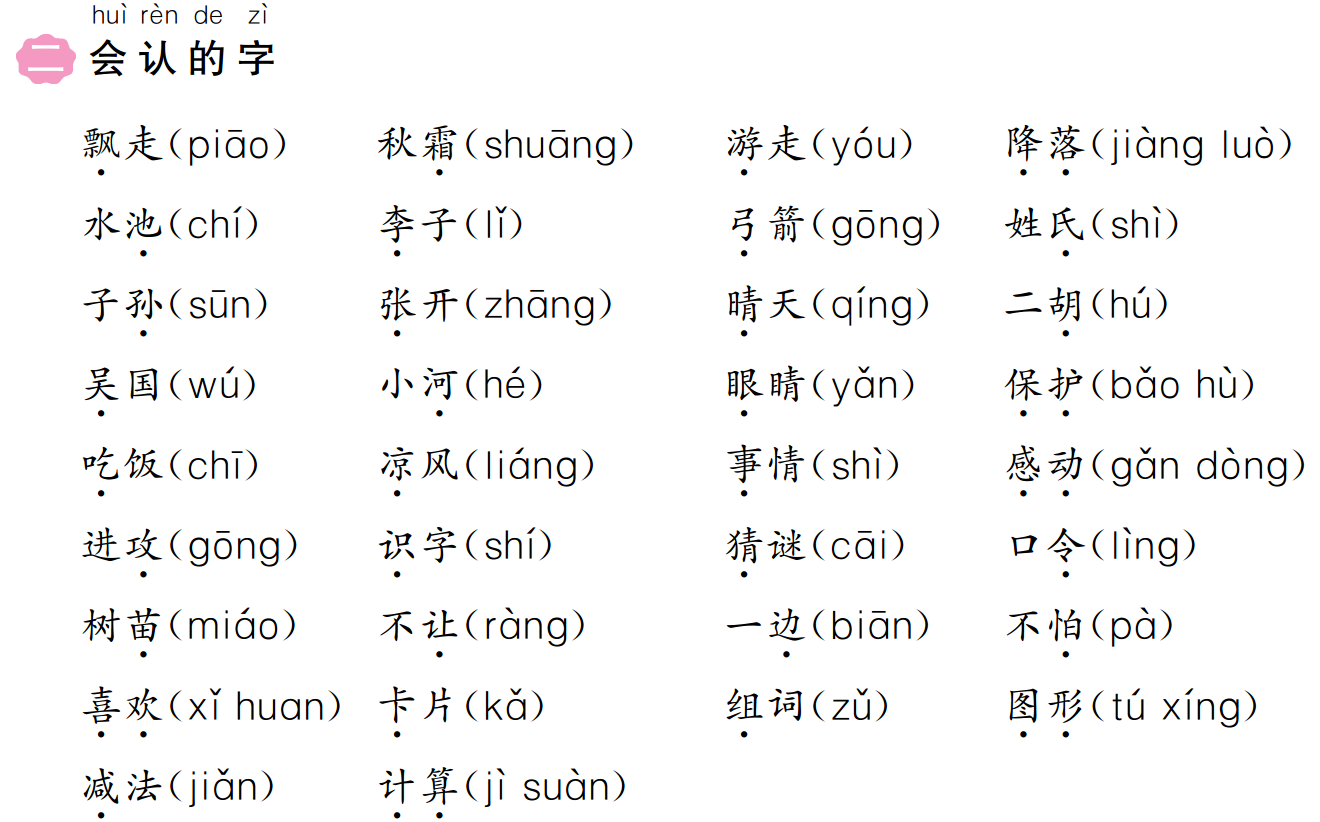 huì rèn de zì
二 会认的字
飘走(piāo) 秋霜(shuāng) 游走(yóu) 降落(jiàng luò)
水池(chí) 李子(lǐ) 弓箭(gōng) 姓氏(shì)
子孙(sūn) 张开(zhāng) 晴天(qíng) 二胡(hú)
吴国(wú) 小河(hé) 眼睛(yǎn) 保护(bǎo hù)
吃饭(chī) 凉风(liáng) 事情(shì) 感动(gǎn dòng)
进攻(gōng) 识字(shí) 猜谜(cāi) 口令(lìng)
树苗(miáo) 不让(ràng) 一边(biān) 不怕(pà)
喜欢(xǐ huan) 卡片(kǎ) 组词(zǔ) 图形(tú xíng)
减法(jiǎn) 计算(jì suàn)